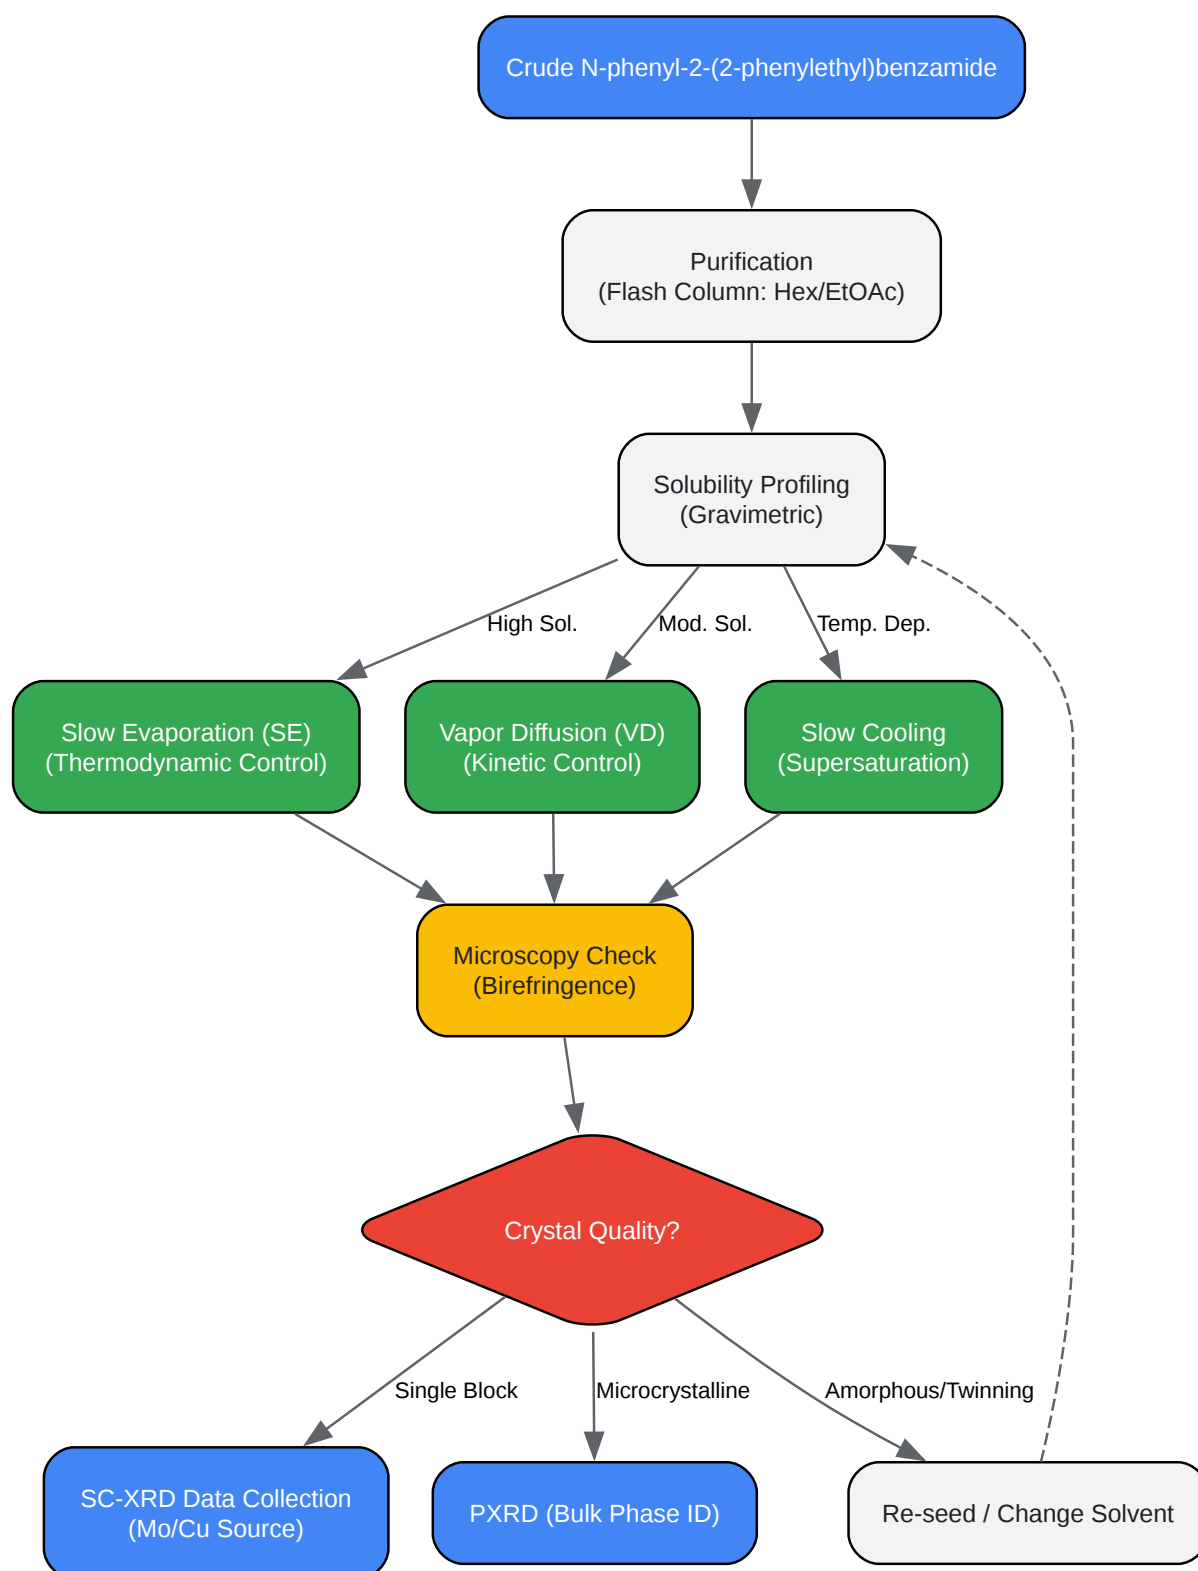 Crude N-phenyl-2-(2-phenylethyl)benzamide
Purification
(Flash Column: Hex/EtOAc)
Solubility Profiling
(Gravimetric)
High Sol.
Mod. Sol.
Temp. Dep.
Slow Evaporation (SE)
(Thermodynamic Control)
Vapor Diffusion (VD)
(Kinetic Control)
Slow Cooling
(Supersaturation)
Microscopy Check
(Birefringence)
Crystal Quality?
Single Block
Microcrystalline
Amorphous/Twinning
SC-XRD Data Collection
(Mo/Cu Source)
PXRD (Bulk Phase ID)
Re-seed / Change Solvent